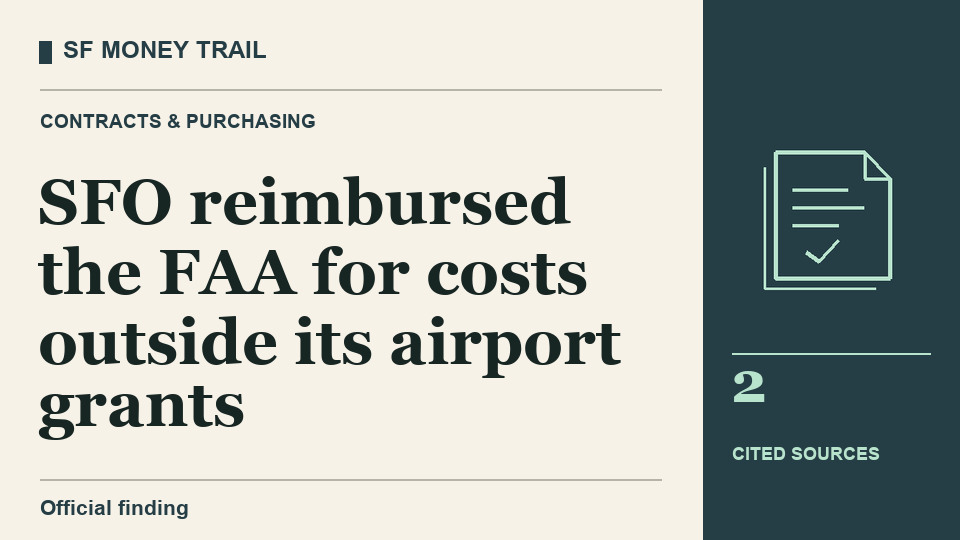 SF MONEY TRAIL
CONTRACTS & PURCHASING
SFO reimbursed
the FAA for costs
outside its airport
grants
Official finding
2
CITED SOURCES